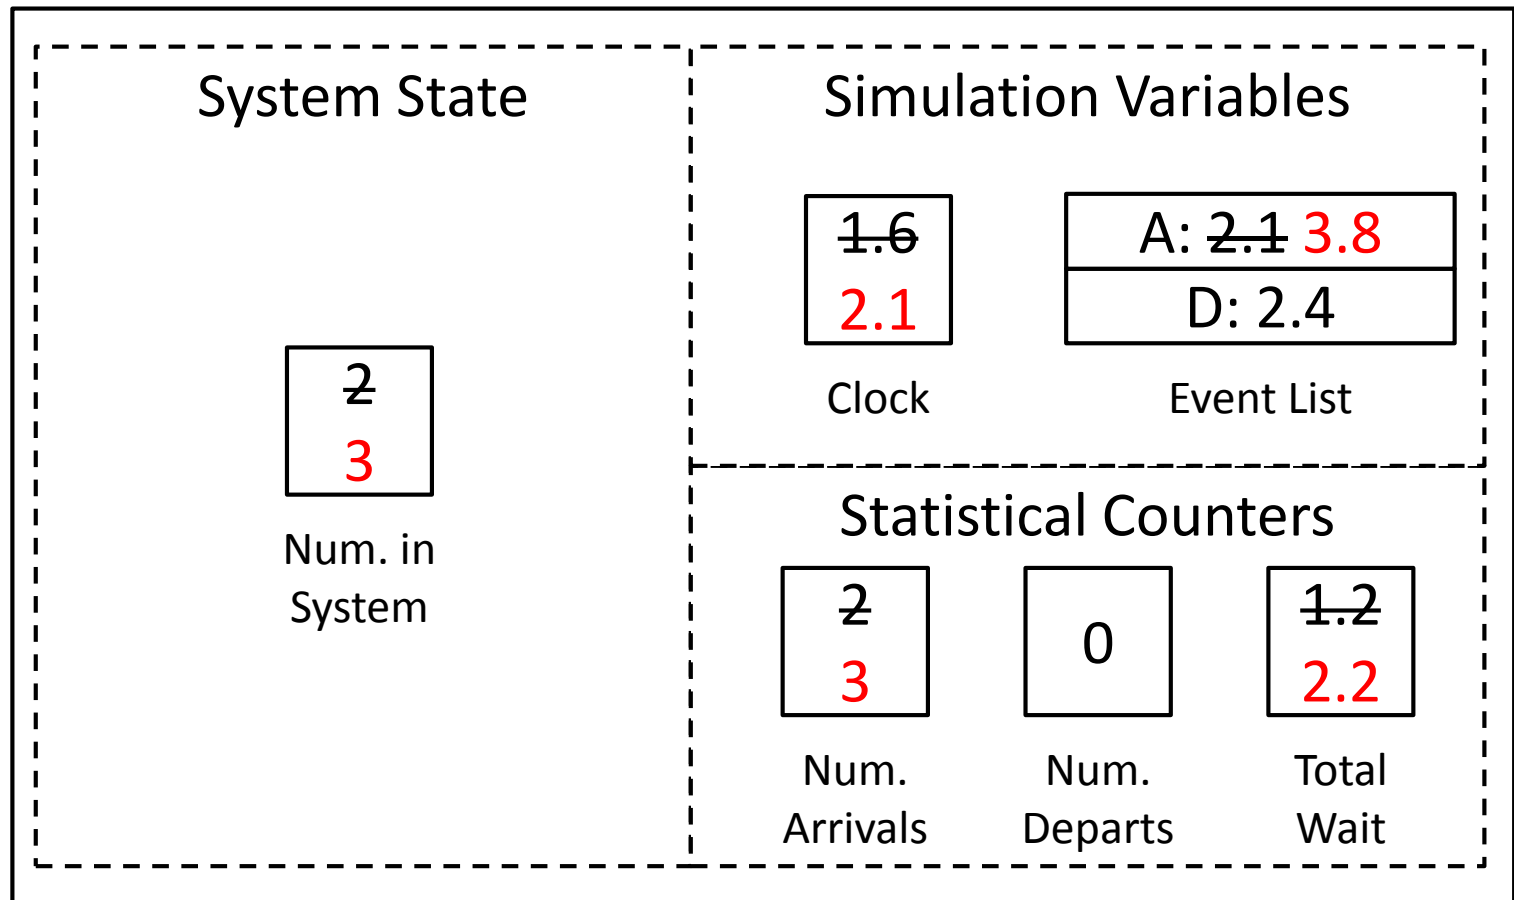 System State
2
3
Num. in
System
Simulation Variables
1.6
2.1
Clock
A: 2.1 3.8
D: 2.4
Event List
Statistical Counters
2
3
Num.
Arrivals
0
Num.
Departs
1.2
2.2
Total
Wait